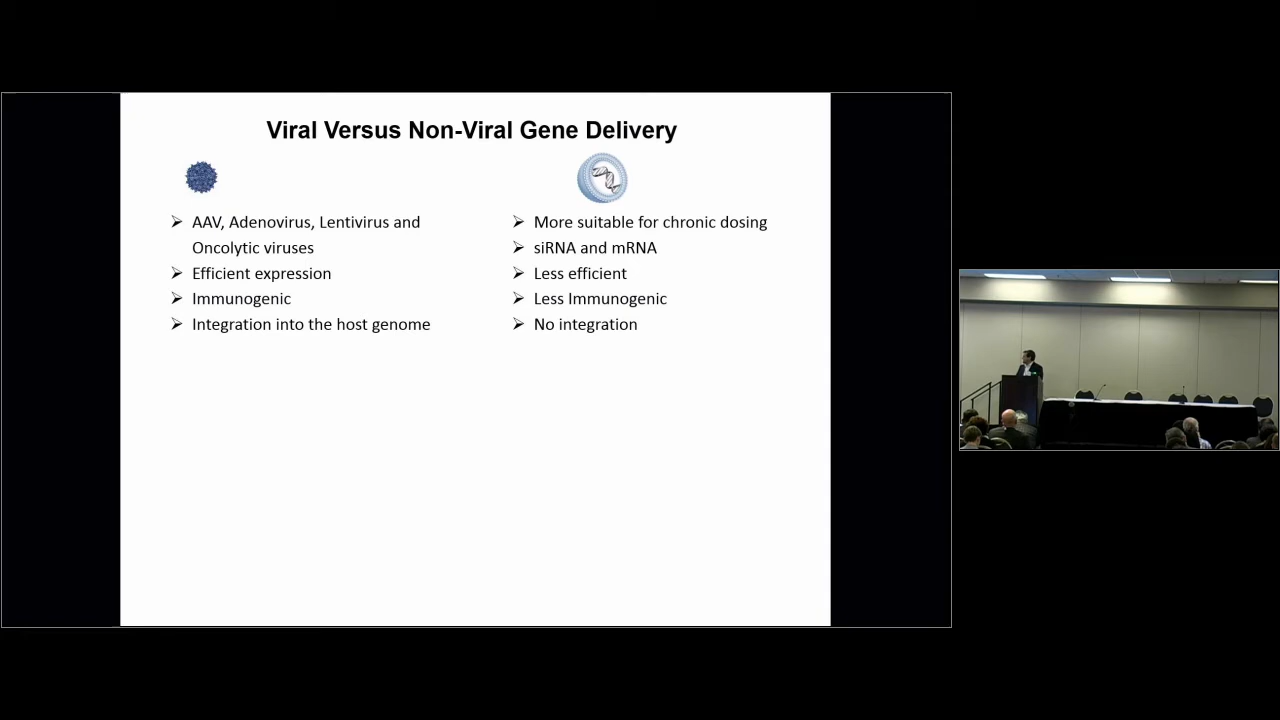 Viral Versus Non-Viral Gene Delivery
AAV, Adenovirus, Lentivirus and
Oncolytic viruses
Efficient expression
Immunogenic
Integration into the host genome
More suitable for chronic dosing
siRNA and mRNA
Less efficient
Less Immunogenic
No integration